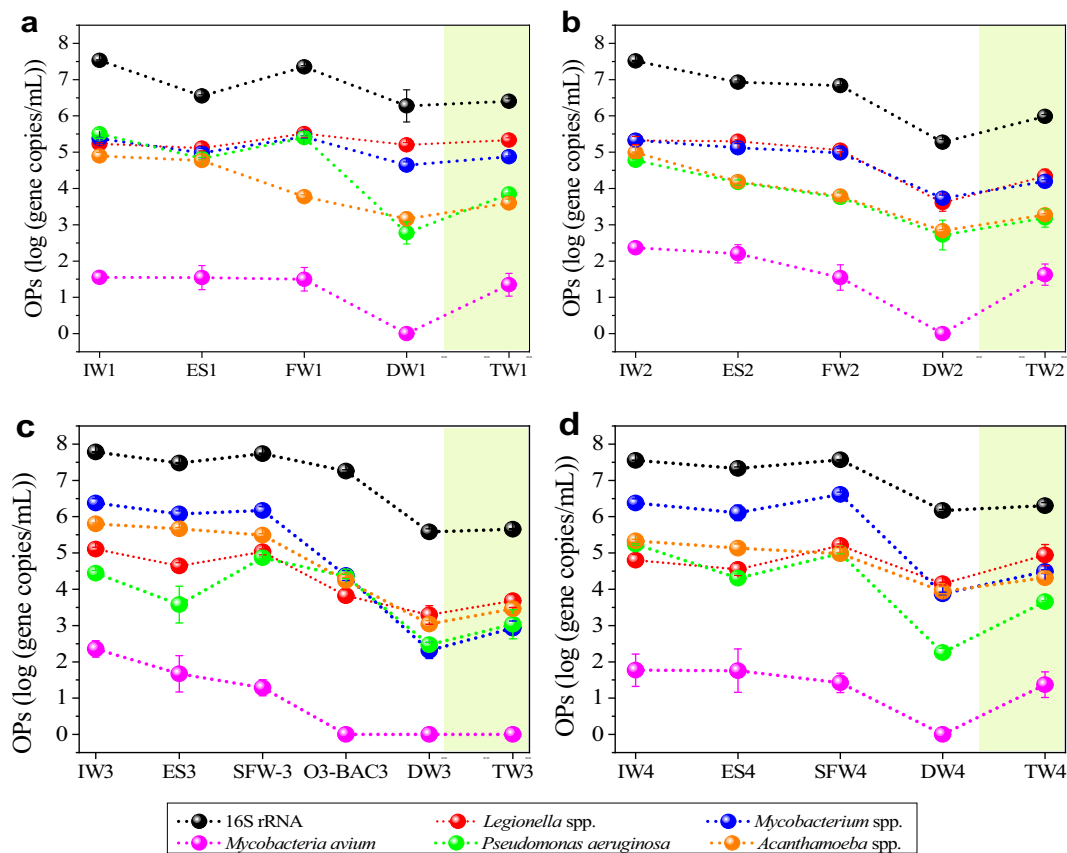 a
OPs (log (gene copies/mL))
8
7
6
5
4
3
2
1
0
IW1 ES1 FW1 DW1 TW1
b
OPs (log (gene copies/mL))
8
7
6
5
4
3
2
1
0
IW2 ES2 FW2 DW2 TW2
c
OPs (log (gene copies/mL))
8
7
6
5
4
3
2
1
0
IW3 ES3 SFW-3 O3-BAC3 DW3 TW3
d
OPs (log (gene copies/mL))
8
7
6
5
4
3
2
1
0
IW4 ES4 SFW4 DW4 TW4
16S rRNA Legionella spp. Mycobacterium spp.
Mycobacteria avium Pseudomonas aeruginosa Acanthamoeba spp.